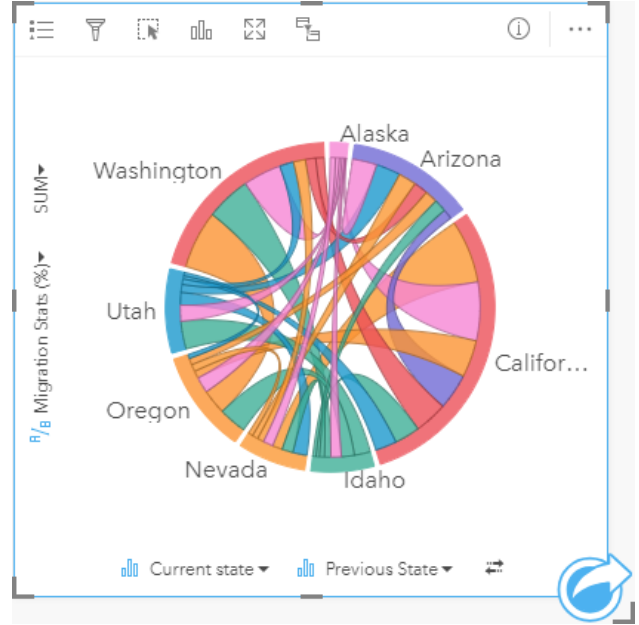 Alaska
Arizona
Washington
SUM
Utah
Migration Stats (%)
Califor...
Oregon
R/B
Nevada
Idaho
Current state
Previous State